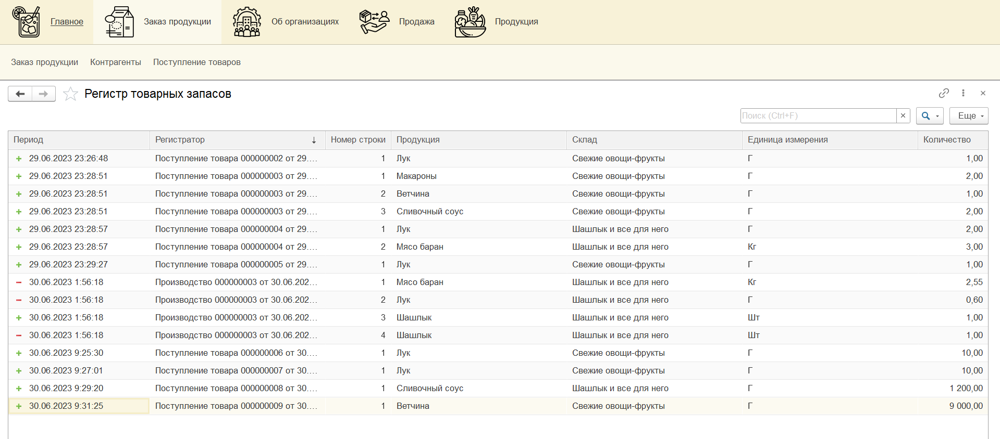 Главное Заказ продукции Об организациях Продажа Продукция
Заказ продукции Контрагенты Поступление товаров
Регистр товарных запасов
Поиск (Ctrl+F) Еще
Период Регистратор Номер строки Продукция Склад Единица измерения Количество
29.06.2023 23:26:48 Поступление товара 000000002 от 29.... 1 Лук Свежие овощи-фрукты Г 1,00
29.06.2023 23:28:51 Поступление товара 000000003 от 29.... 1 Макароны Свежие овощи-фрукты Г 2,00
29.06.2023 23:28:51 Поступление товара 000000003 от 29.... 2 Ветчина Свежие овощи-фрукты Г 1,00
29.06.2023 23:28:51 Поступление товара 000000003 от 29.... 3 Сливочный соус Свежие овощи-фрукты Г 2,00
29.06.2023 23:28:57 Поступление товара 000000004 от 29.... 1 Лук Шашлык и все для него Г 2,00
29.06.2023 23:28:57 Поступление товара 000000004 от 29.... 2 Мясо баран Шашлык и все для него Кг 3,00
29.06.2023 23:29:27 Поступление товара 000000005 от 29.... 1 Лук Свежие овощи-фрукты Г 1,00
30.06.2023 1:56:18 Производство 000000003 от 30.06.202... 1 Мясо баран Шашлык и все для него Кг 2,55
30.06.2023 1:56:18 Производство 000000003 от 30.06.202... 2 Лук Шашлык и все для него Г 0,60
30.06.2023 1:56:18 Производство 000000003 от 30.06.202... 3 Шашлык Шашлык и все для него Шт 1,00
30.06.2023 1:56:18 Производство 000000003 от 30.06.202... 4 Шашлык Шашлык и все для него Шт 1,00
30.06.2023 9:25:30 Поступление товара 000000006 от 30.... 1 Лук Свежие овощи-фрукты Г 10,00
30.06.2023 9:27:01 Поступление товара 000000007 от 30.... 1 Лук Свежие овощи-фрукты Г 10,00
30.06.2023 9:29:20 Поступление товара 000000008 от 30.... 1 Сливочный соус Шашлык и все для него Г 1 200,00
30.06.2023 9:31:25 Поступление товара 000000009 от 30.... 1 Ветчина Свежие овощи-фрукты Г 9 000,00